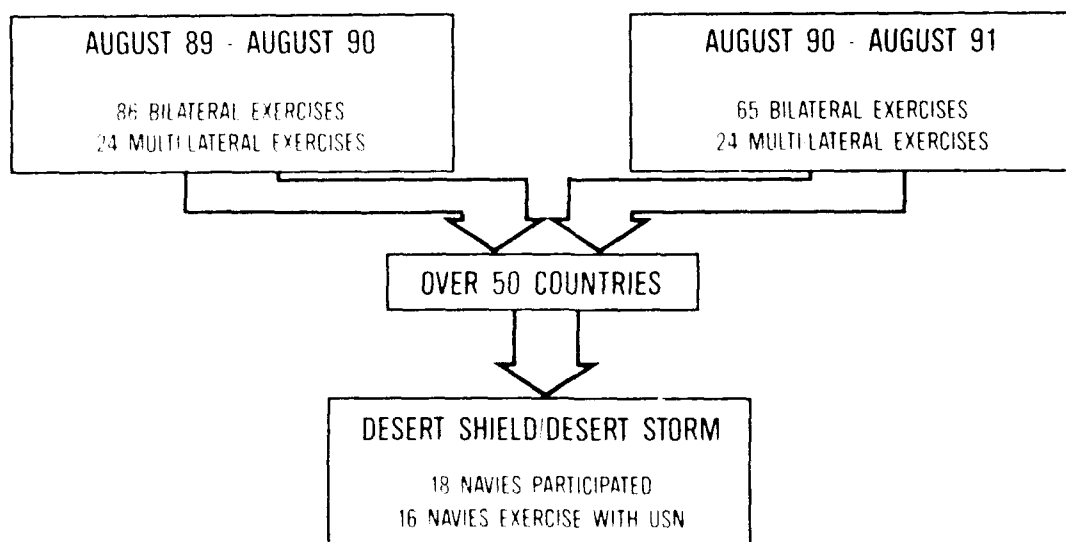 AUGUST 89 - AUGUST 90
86 BILATERAL EXERCISES
24 MULTILATERAL EXERCISES
AUGUST 90 - AUGUST 91
65 BILATERAL EXERCISES
24 MULTILATERAL EXERCISES
OVER 50 COUNTRIES
DESERT SHIELD/DESERT STORM
18 NAVIES PARTICIPATED
16 NAVIES EXERCISE WITH USN